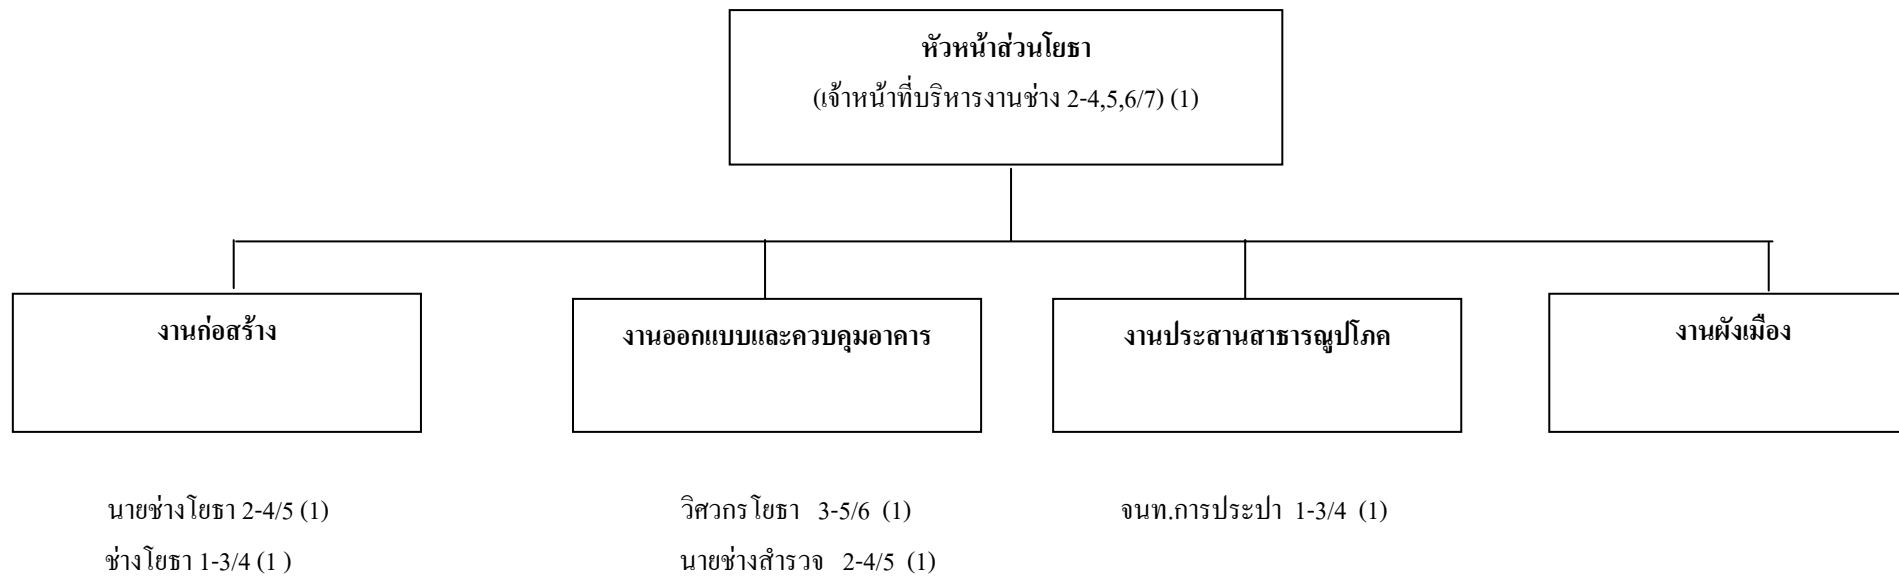 หัวหน้าส่วนโยธา
(เจ้าหน้าที่บริหารงานช่าง 2-4,5,6/7) (1)
งานก่อสร้าง
งานออกแบบและควบคุมอาคาร
งานประสานสาธารณูปโภค
งานผังเมือง
นายช่างโยธา 2-4/5 (1)
ช่างโยธา 1-3/4 (1 )
วิศวกรโยธา 3-5/6 (1)
นายช่างสำรวจ 2-4/5 (1)
จนท.การประปา 1-3/4 (1)